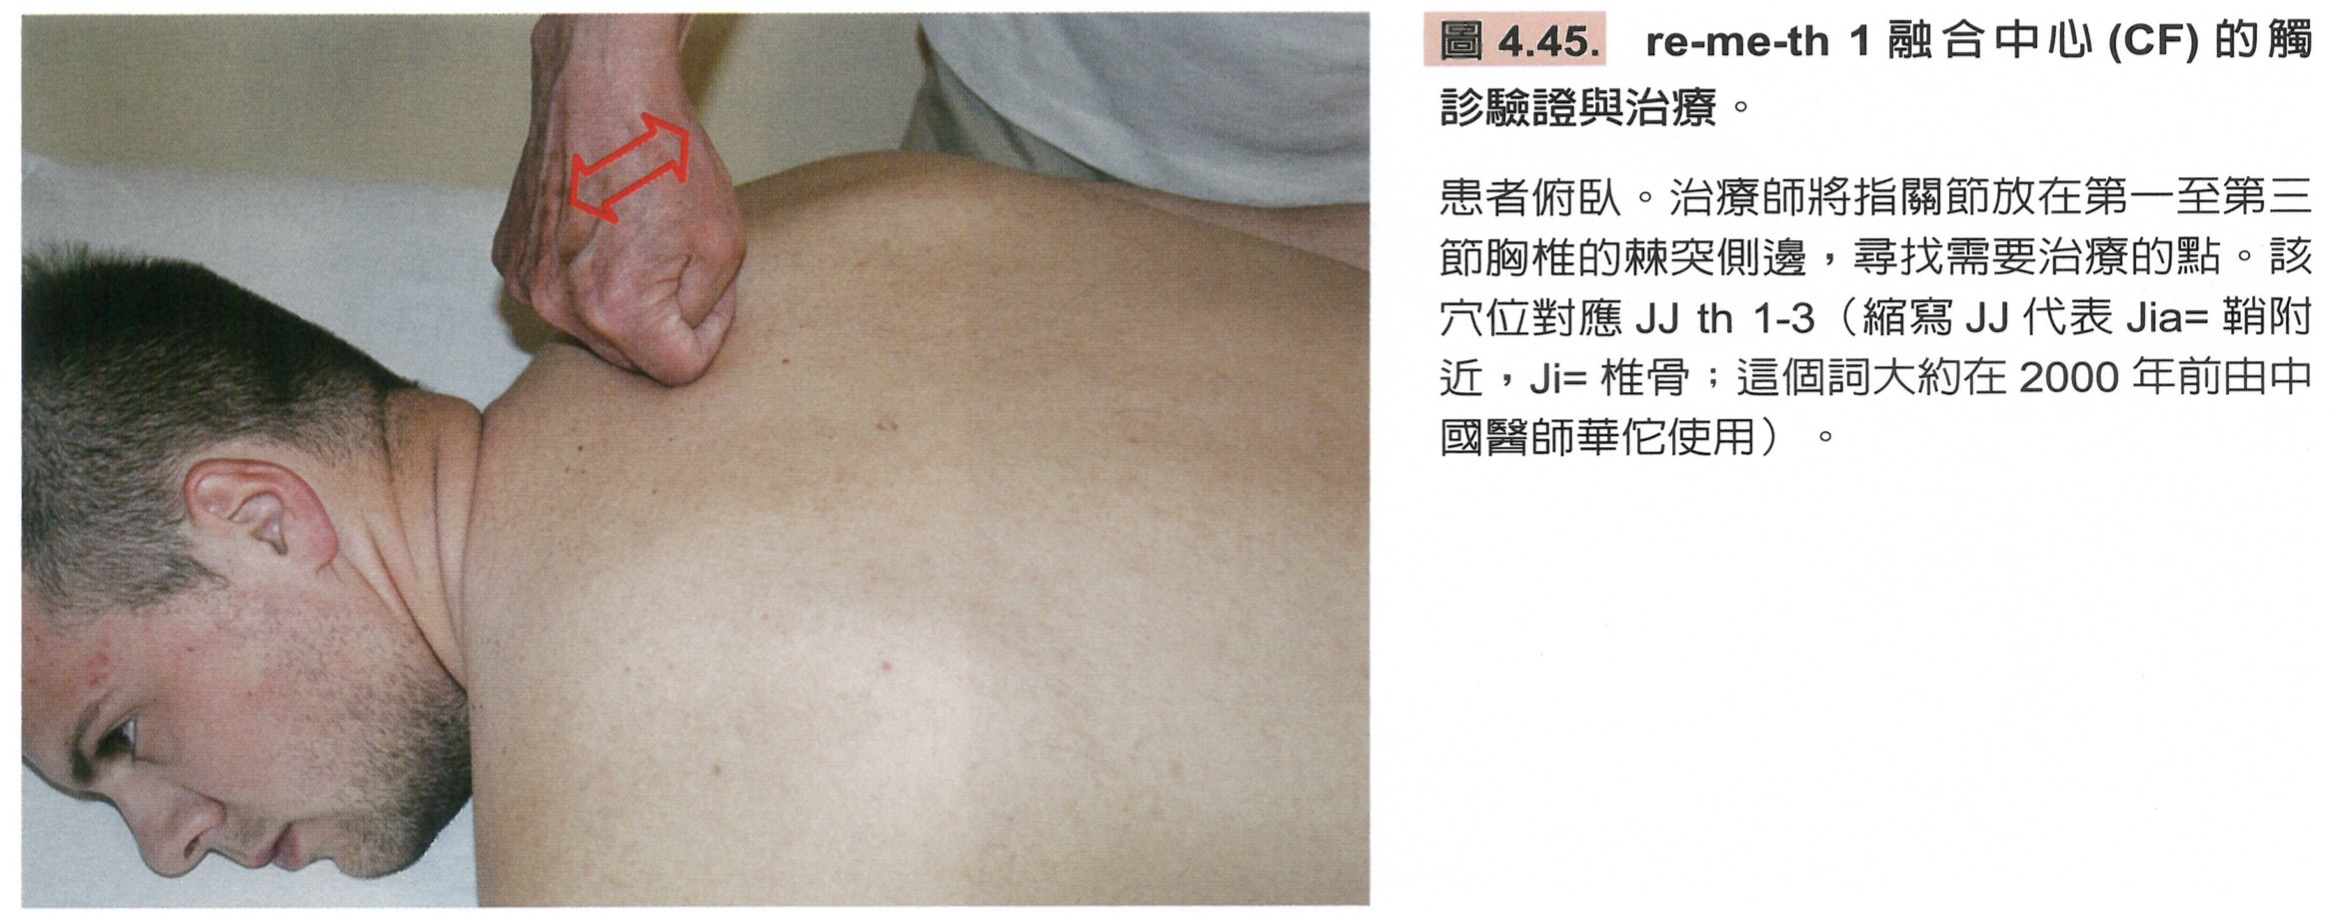 圖 4.45. re-me-th 1 融合中心 (CF) 的觸
診驗證與治療。
患者俯臥。治療師將指關節放在第一至第三
節胸椎的棘突側邊，尋找需要治療的點。該
穴位對應 JJ th 1-3（縮寫 JJ 代表 Jia= 鞘附
近，Ji= 椎骨；這個詞大約在 2000 年前由中
國醫師華佗使用）。